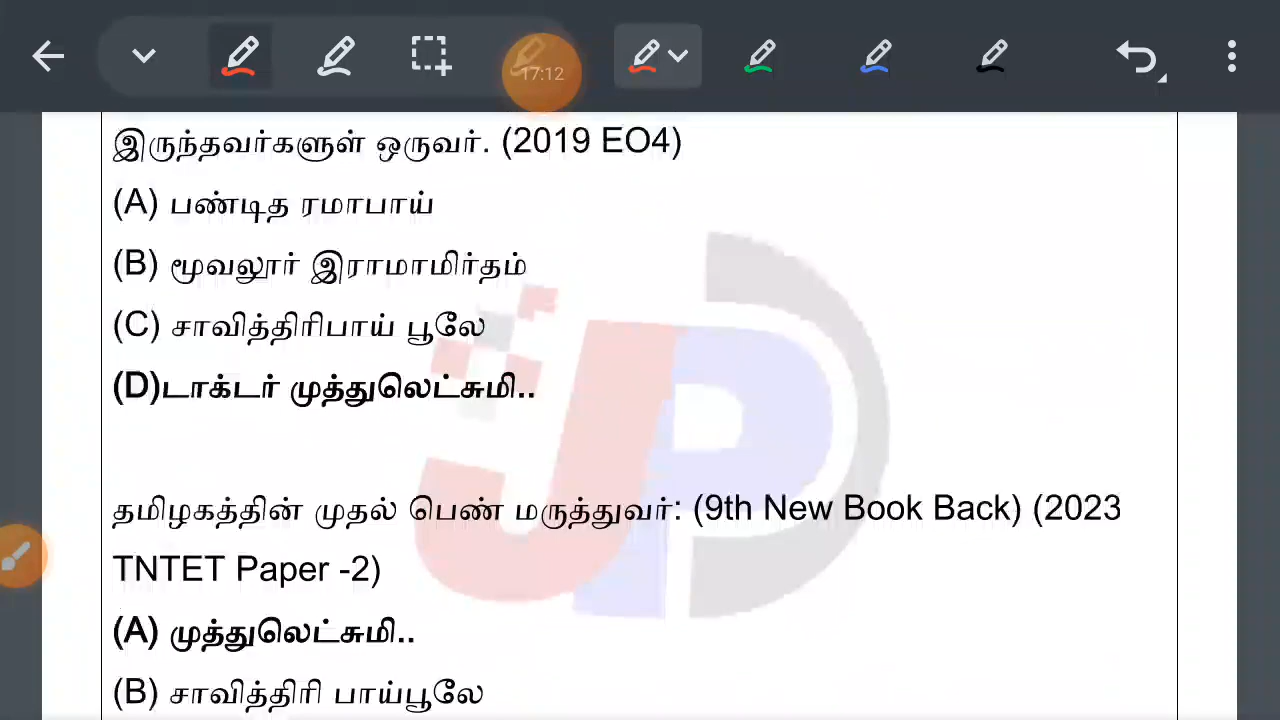 17:12
இருந்தவர்களுள் ஒருவர். (2019 EO4)
(A) பண்டித ரமாபாய்
(B) மூவலூர் இராமாமிர்தம்
(C) சாவித்திரிபாய் பூலே
(D)டாக்டர் முத்துலெட்சுமி..
தமிழகத்தின் முதல் பெண் மருத்துவர்: (9th New Book Back) (2023
TNTET Paper -2)
(A) முத்துலெட்சுமி..
(B) சாவித்திரி பாய்பூலே